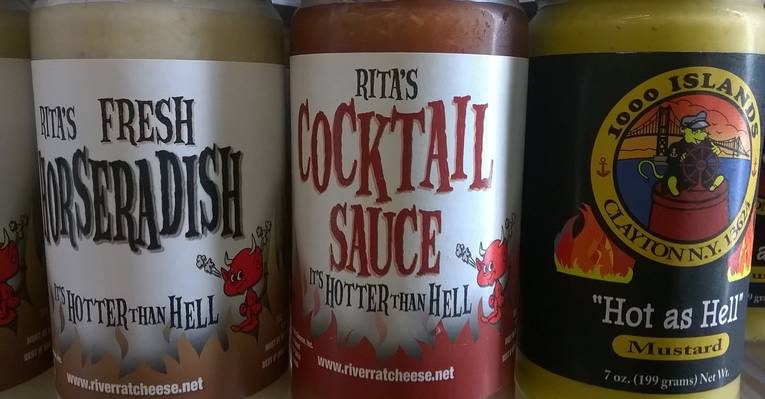 RITA'S FRESH
HORSERADISH
IT'S HOTTER THAN HELL
www.riverratcheese.net
RITA'S
COCKTAIL
SAUCE
IT'S HOTTER THAN HELL
www.riverratcheese.net
1000 ISLANDS
CLAYTON N.Y. 13624
"Hot as Hell"
Mustard
7 oz. (199 grams) Net Wt.